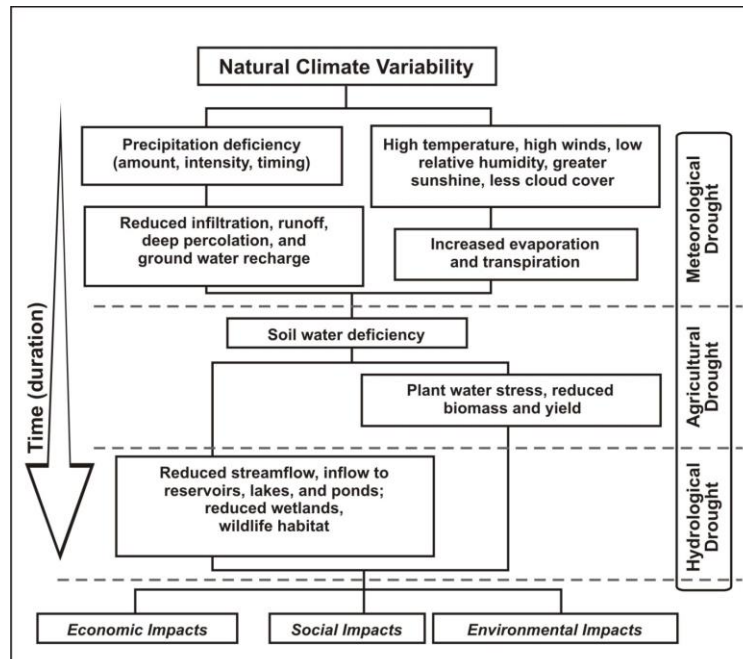 Natural Climate Variability
Precipitation deficiency
(amount, intensity, timing)
High temperature, high winds, low
relative humidity, greater
sunshine, less cloud cover
Reduced infiltration, runoff,
deep percolation, and
ground water recharge
Increased evaporation
and transpiration
Meteorological
Drought
Time (duration)
Soil water deficiency
Plant water stress, reduced
biomass and yield
Agricultural
Drought
Reduced streamflow, inflow to
reservoirs, lakes, and ponds;
reduced wetlands,
wildlife habitat
Hydrological
Drought
Economic Impacts
Social Impacts
Environmental Impacts